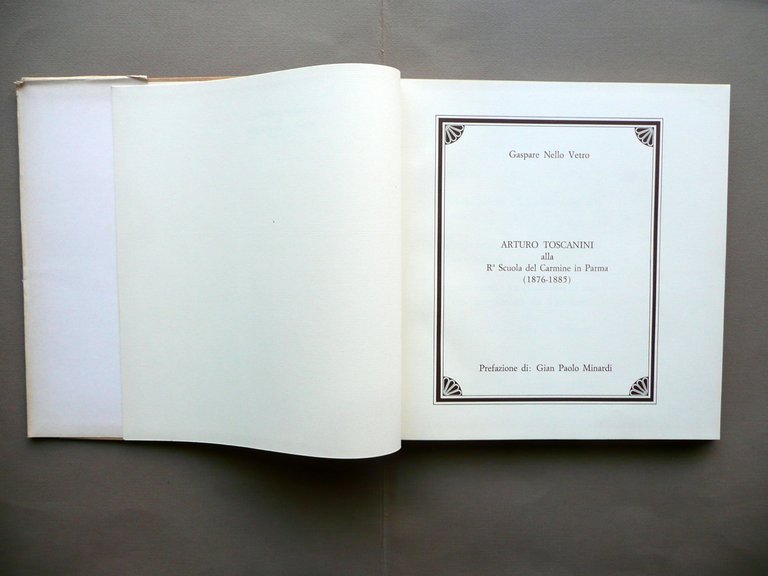 Gaspare Nello Vetro
ARTURO TOSCANINI
alla
Rª Scuola del Carmine in Parma
(1876-1885)
Prefazione di: Gian Paolo Minardi